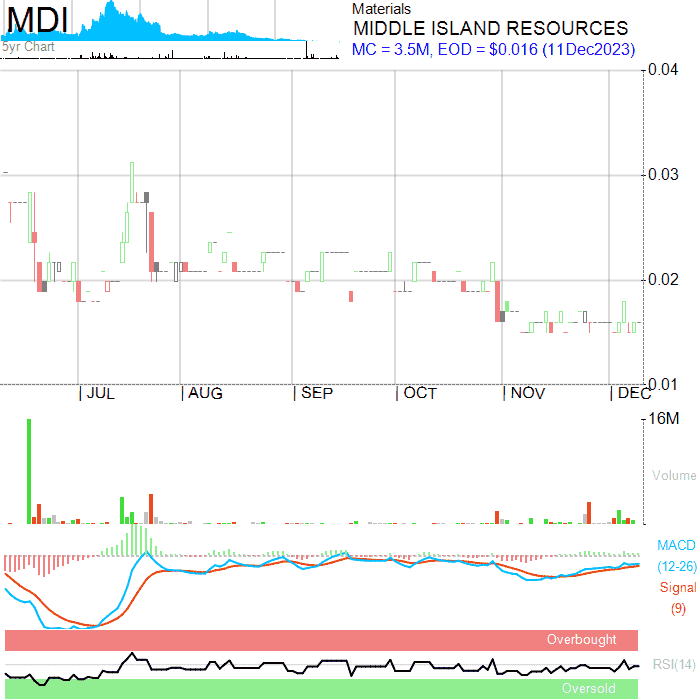 MDI
5yr Chart
Materials
MIDDLE ISLAND RESOURCES
MC = 3.5M, EOD = $0.016 (11Dec2023)
0.04
0.03
0.02
0.01
JUL AUG SEP OCT NOV DEC
16M
Volume
MACD
(12-26)
Signal
(9)
Overbought
RSI(14)
Oversold